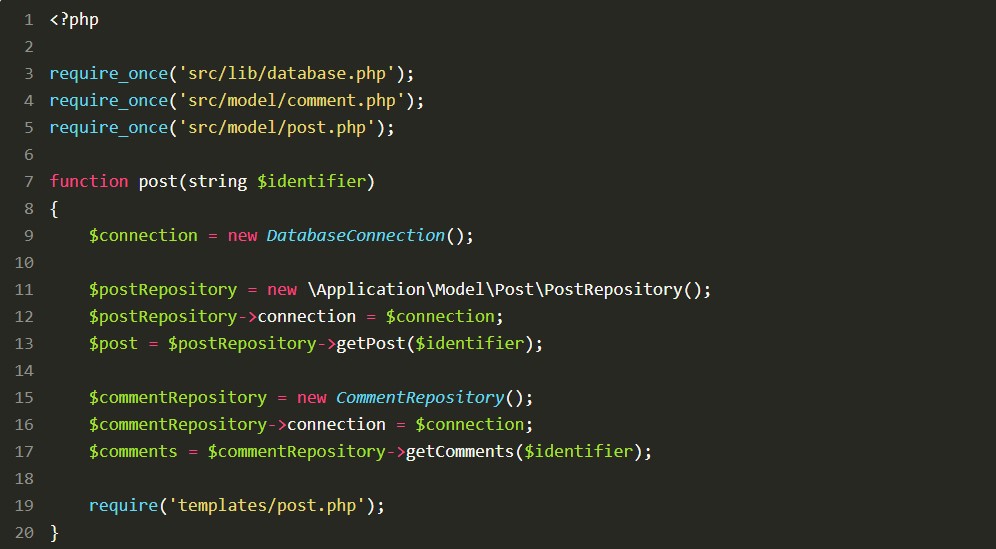 1 <?php
2
3 require_once('src/lib/database.php');
4 require_once('src/model/comment.php');
5 require_once('src/model/post.php');
6
7 function post(string $identifier)
8 {
9     $connection = new DatabaseConnection();
10
11     $postRepository = new \Application\Model\Post\PostRepository();
12     $postRepository->connection = $connection;
13     $post = $postRepository->getPost($identifier);
14
15     $commentRepository = new CommentRepository();
16     $commentRepository->connection = $connection;
17     $comments = $commentRepository->getComments($identifier);
18
19     require('templates/post.php');
20 }